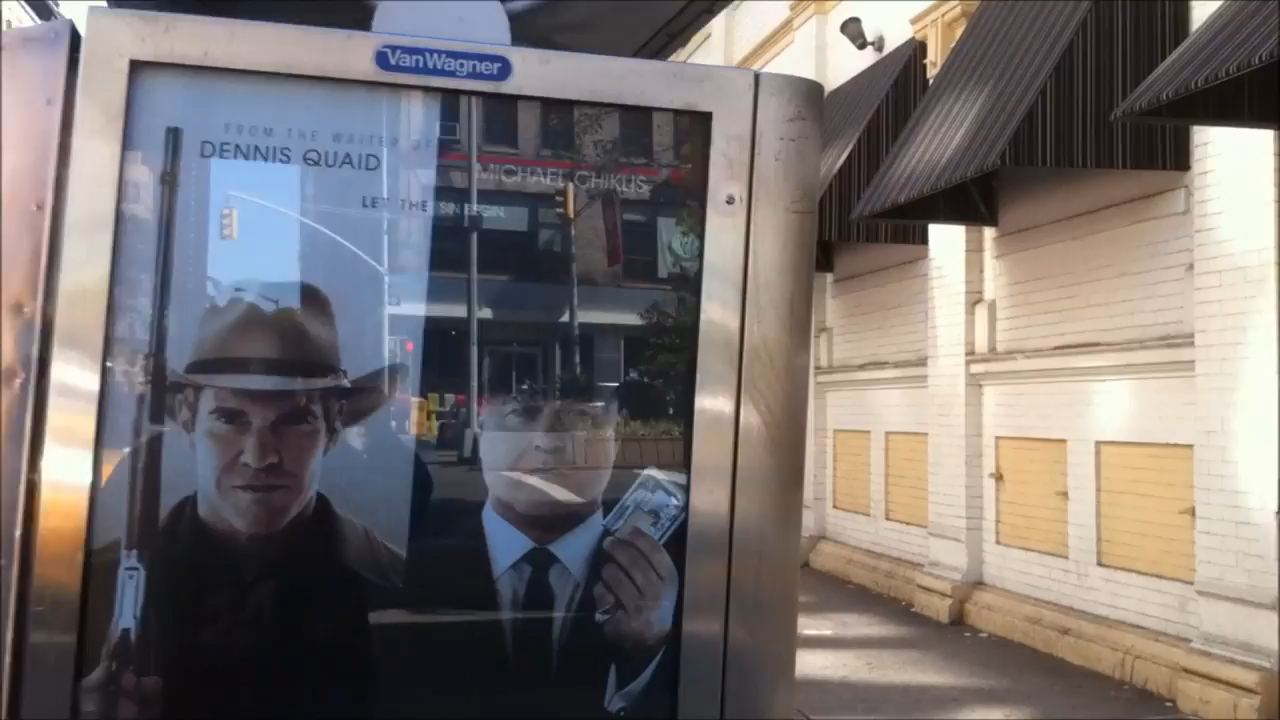 VanWagner
FROM THE WRITER OF
DENNIS QUAID
MICHAEL CHIKLIS
LET THE SIN BEGIN.